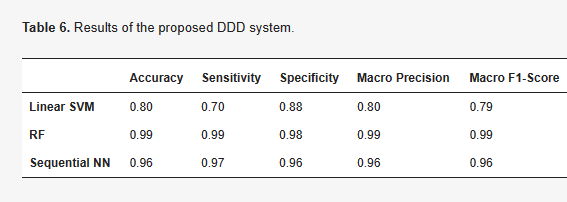 Table 6. Results of the proposed DDD system.
Accuracy Sensitivity Specificity Macro Precision Macro F1-Score
Linear SVM 0.80 0.70 0.88 0.80 0.79
RF 0.99 0.99 0.98 0.99 0.99
Sequential NN 0.96 0.97 0.96 0.96 0.96